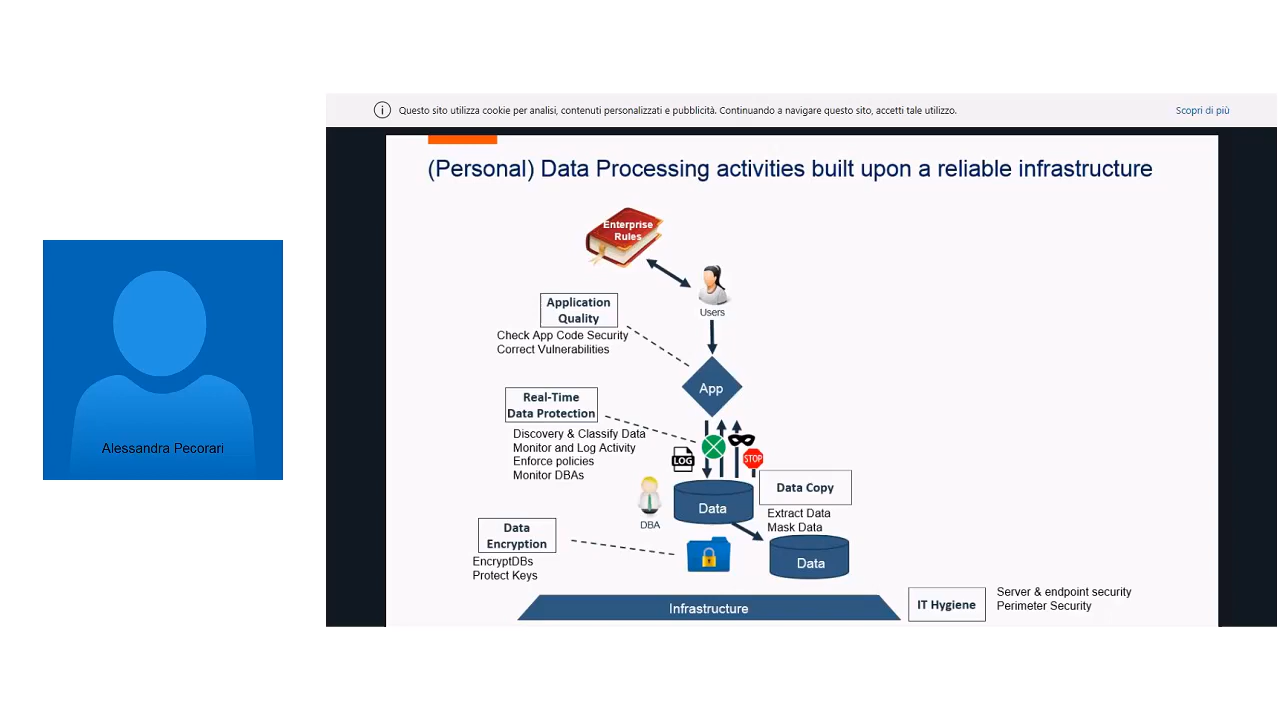 Questo sito utilizza cookie per analisi, contenuti personalizzati e pubblicità. Continuando a navigare questo sito, accetti tale utilizzo.
Scopri di più
(Personal) Data Processing activities built upon a reliable infrastructure
Enterprise
Rules
Users
Application
Quality
Check App Code Security
Correct Vulnerabilities
App
Real-Time
Data Protection
Discovery & Classify Data
Monitor and Log Activity
Enforce policies
Monitor DBAs
LOG
STOP
Alessandra Pecorari
DBA
Data
Data Copy
Extract Data
Mask Data
Data
Data
Encryption
EncryptDBs
Protect Keys
Infrastructure
IT Hygiene
Server & endpoint security
Perimeter Security